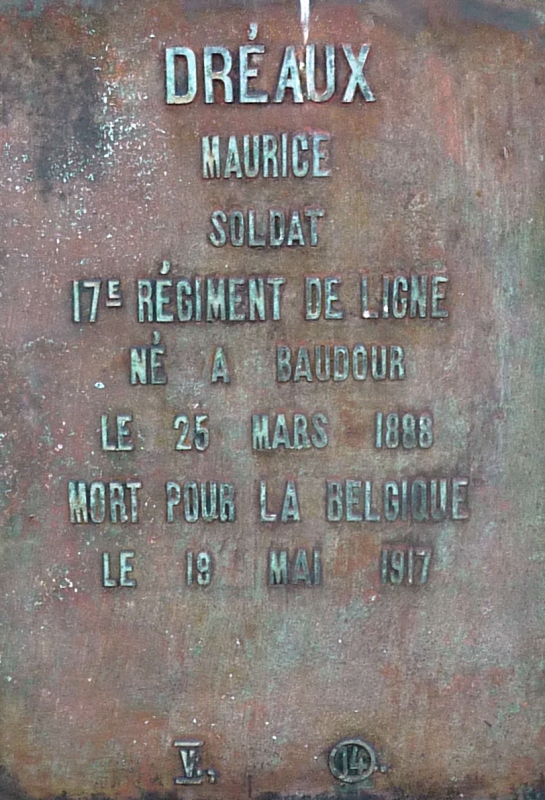 DRÉAUX
MAURICE
SOLDAT
17E RÉGIMENT DE LIGNE
NÉ A BAUDOUR
LE 25 MARS 1888
MORT POUR LA BELGIQUE
LE 19 MAI 1917
V. 14